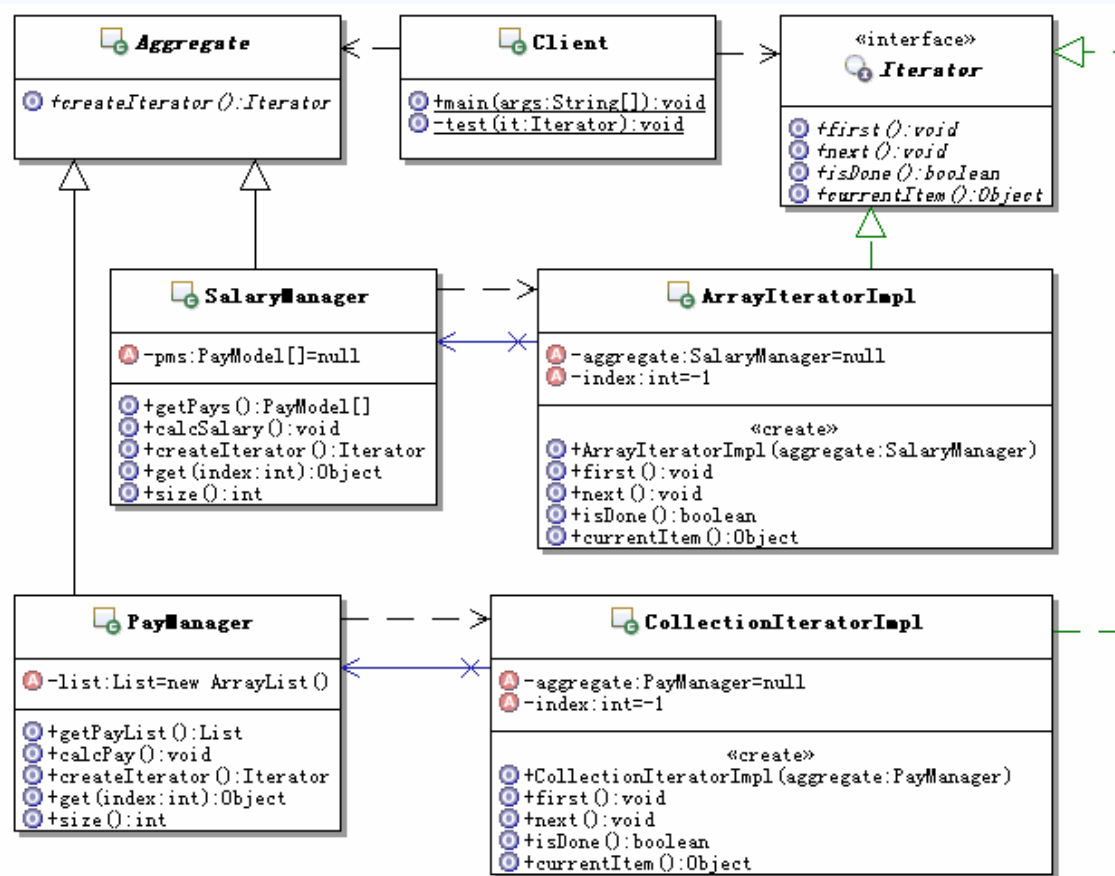 Aggregate
+createIterator():Iterator
Client
+main(args:String[]):void
-test(it:Iterator):void
«interface»
Iterator
+first():void
+next():void
+isDone():boolean
+currentItem():Object
SalaryManager
-pms:PayModel[]=null
+getPays():PayModel[]
+calcSalary():void
+createIterator():Iterator
+get(index:int):Object
+size():int
ArrayIteratorImpl
-aggregate:SalaryManager=null
-index:int=-1
«create»
+ArrayIteratorImpl(aggregate:SalaryManager)
+first():void
+next():void
+isDone():boolean
+currentItem():Object
PayManager
-list:List=new ArrayList()
+getPayList():List
+calcPay():void
+createIterator():Iterator
+get(index:int):Object
+size():int
CollectionIteratorImpl
-aggregate:PayManager=null
-index:int=-1
«create»
+CollectionIteratorImpl(aggregate:PayManager)
+first():void
+next():void
+isDone():boolean
+currentItem():Object